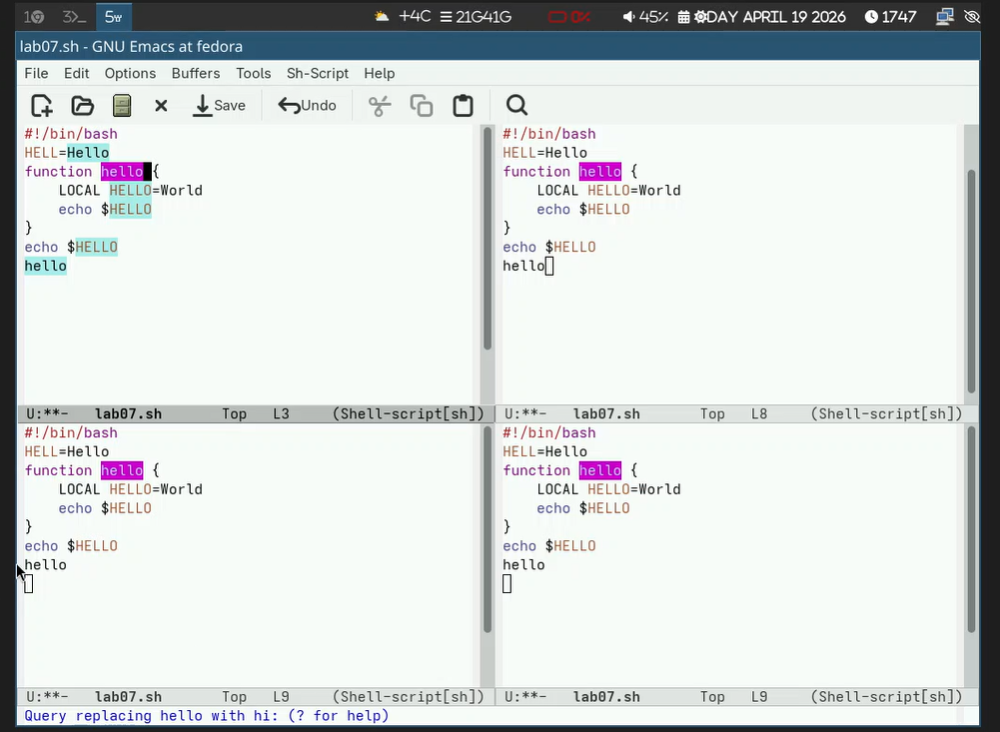 1 3 5w +4C 21G41G 0% 45% DAY APRIL 19 2026 1747
lab07.sh - GNU Emacs at fedora
File Edit Options Buffers Tools Sh-Script Help
Save Undo
#!/bin/bash
HELL=Hello
function hello {
    LOCAL HELLO=World
    echo $HELLO
}
echo $HELLO
hello
U:**- lab07.sh Top L3 (Shell-script[sh])
#!/bin/bash
HELL=Hello
function hello {
    LOCAL HELLO=World
    echo $HELLO
}
echo $HELLO
hello
U:**- lab07.sh Top L8 (Shell-script[sh])
#!/bin/bash
HELL=Hello
function hello {
    LOCAL HELLO=World
    echo $HELLO
}
echo $HELLO
hello
U:**- lab07.sh Top L9 (Shell-script[sh])
#!/bin/bash
HELL=Hello
function hello {
    LOCAL HELLO=World
    echo $HELLO
}
echo $HELLO
hello
U:**- lab07.sh Top L9 (Shell-script[sh])
Query replacing hello with hi: (? for help)